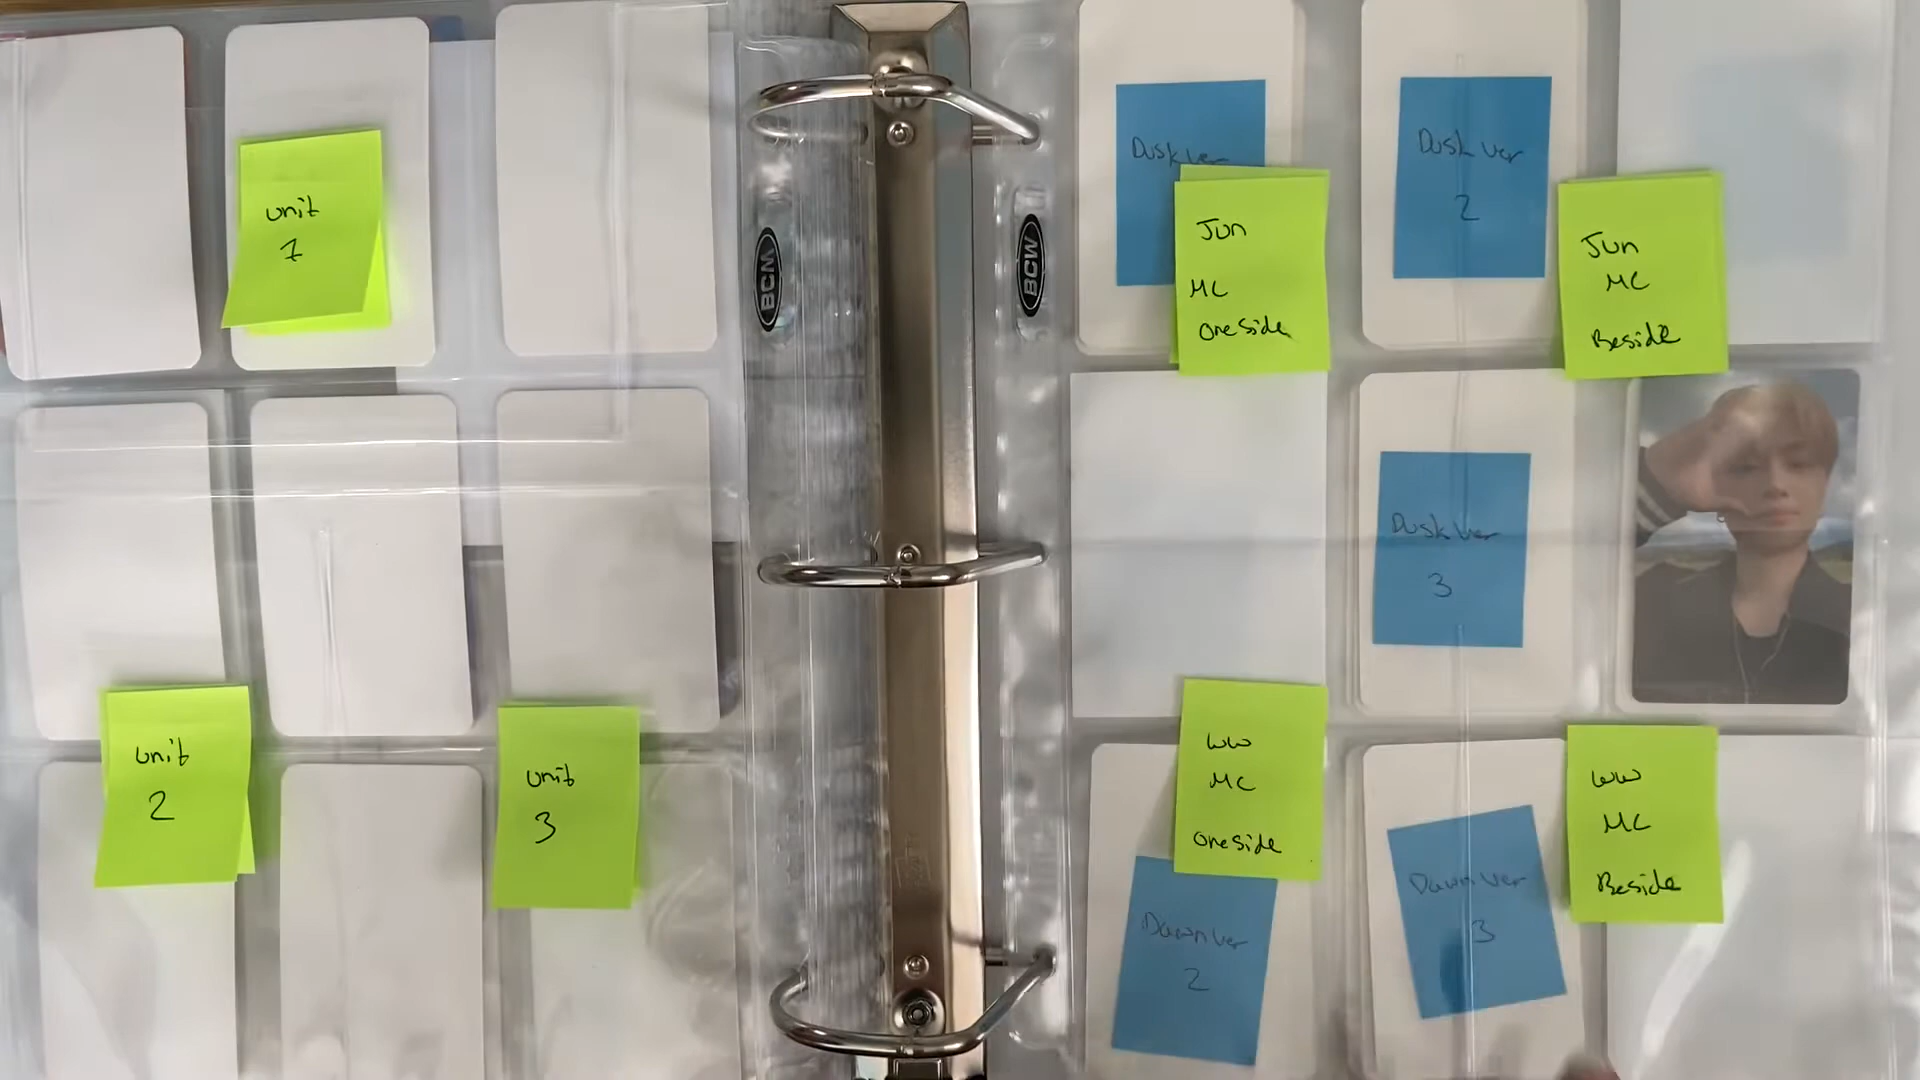 unit
1
unit
2
unit
3
BCW
BCW
Dusk ver
Jun
MC
Oneside
Dusk ver
2
Jun
MC
Beside
Dusk ver
3
WW
MC
Oneside
Dawn ver
2
Dawn ver
3
WW
MC
Beside